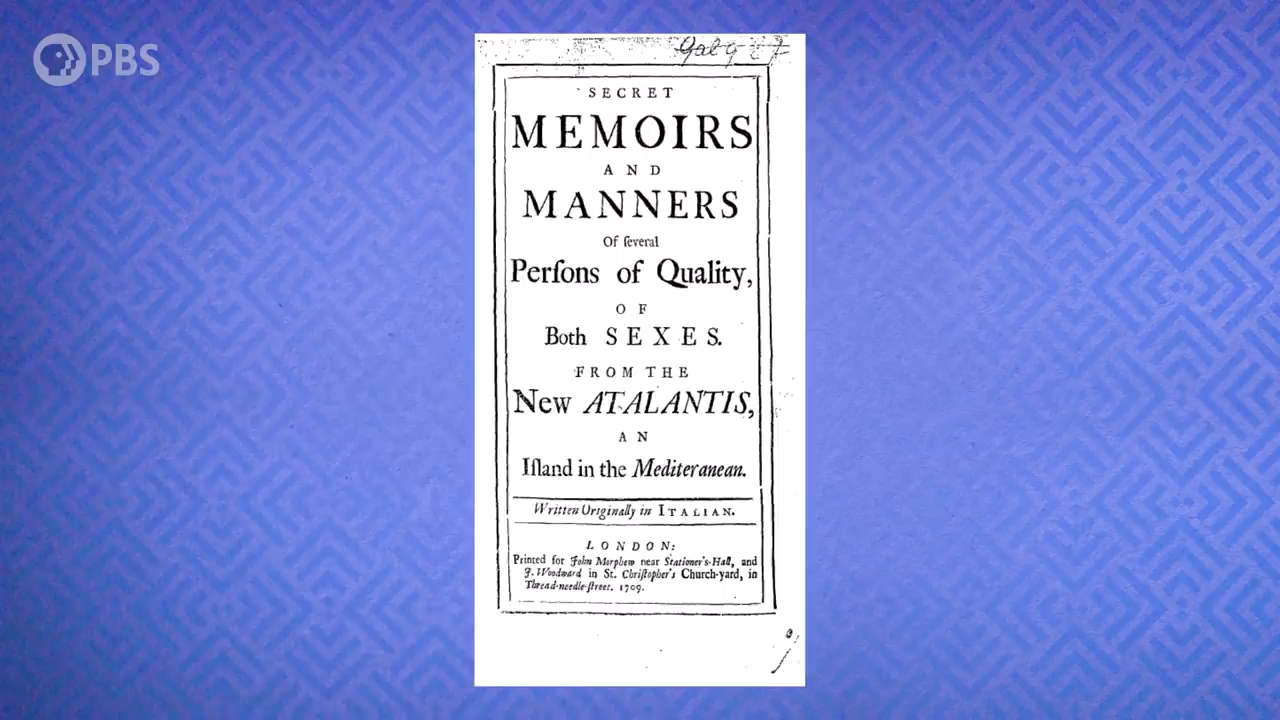 PBS
SECRET
MEMOIRS
AND
MANNERS
Of ſeveral
Perſons of Quality,
OF
Both SEXES.
FROM THE
New ATALANTIS,
AN
Iſland in the Mediteranean.
Written Originally in ITALIAN.
LONDON:
Printed for John Morphew near Stationer's-Hall, and
J. Woodward in St. Chriſtopher's Church-yard, in
Thread-needle-ſtreet. 1709.